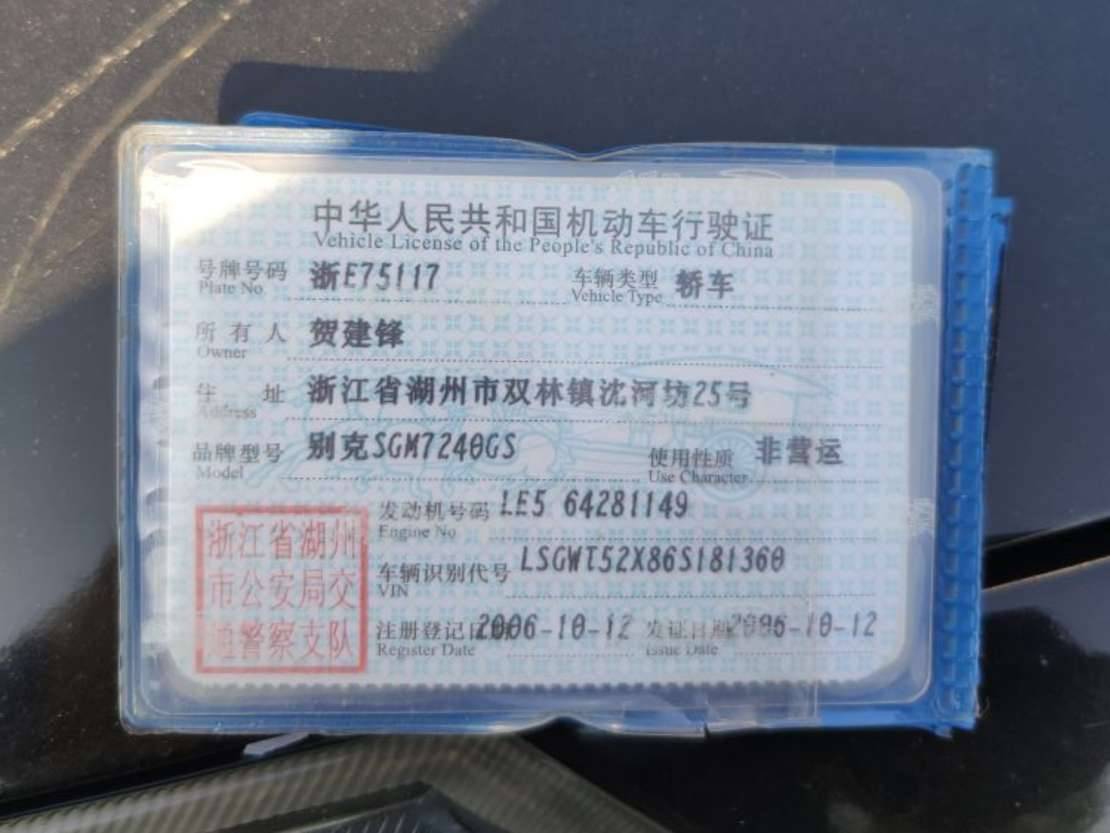 中华人民共和国机动车行驶证
Vehicle License of the People's Republic of China
号牌号码 浙E75117 车辆类型 轿车
Plate No. Vehicle Type
所有人 贺建锋
Owner
住址 浙江省湖州市双林镇沈河坊25号
Address
品牌型号 别克SGM7240GS 使用性质 非营运
Model Use Character
发动机号码 LE5 64281149
Engine No
车辆识别代号 LSGWT52X86S181360
VIN
注册登记日期 2006-10-12 发证日期 2006-10-12
Register Date Issue Date
浙江省湖州
市公安局交
通警察支队